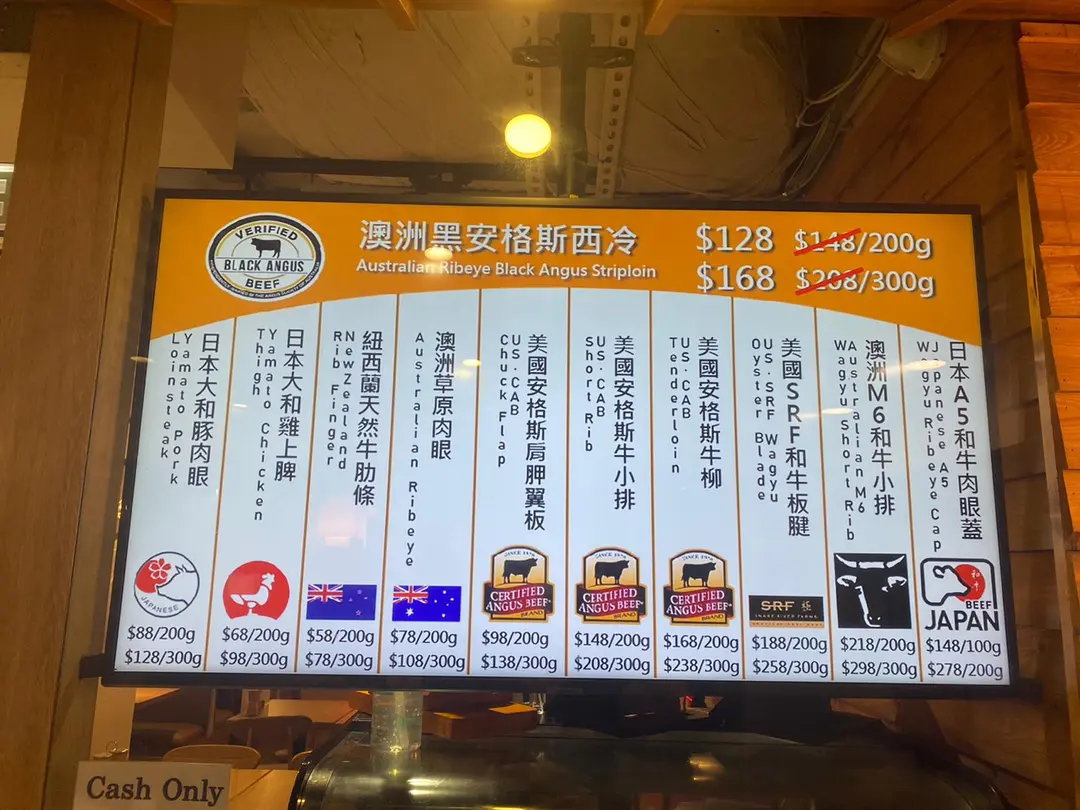 VERIFIED
BLACK ANGUS
BEEF
澳洲黑安格斯西冷
Australian Ribeye Black Angus Striploin
$128 $148/200g
$168 $208/300g
日本大和豚肉眼
Yamato Pork
Loin steak
JAPANESE
$88/200g
$128/300g
日本大和雞上脾
Yamato Chicken
Thigh
$68/200g
$98/300g
紐西蘭天然牛肋條
NewZealand
Rib Finger
$58/200g
$78/300g
澳洲草原肉眼
Australian Ribeye
$78/200g
$108/300g
美國安格斯肩胛翼板
US.CAB
Chuck Flap
SINCE 1978
CERTIFIED
ANGUS BEEF®
BRAND
$98/200g
$138/300g
美國安格斯牛小排
US.CAB
Short Rib
SINCE 1978
CERTIFIED
ANGUS BEEF®
BRAND
$148/200g
$208/300g
美國安格斯牛柳
US.CAB
Tenderloin
SINCE 1978
CERTIFIED
ANGUS BEEF®
BRAND
$168/200g
$238/300g
美國SRF和牛板腱
US.SRF Wagyu
Oyster Blade
SRF 極
SNAKE RIVER FARMS
$188/200g
$258/300g
澳洲M6和牛小排
Australian M6
Wagyu Short Rib
$218/200g
$298/300g
日本A5和牛肉眼蓋
Japanese A5
Wagyu Ribeye Cap
和牛
BEEF
JAPAN
$148/100g
$278/200g
Cash Only